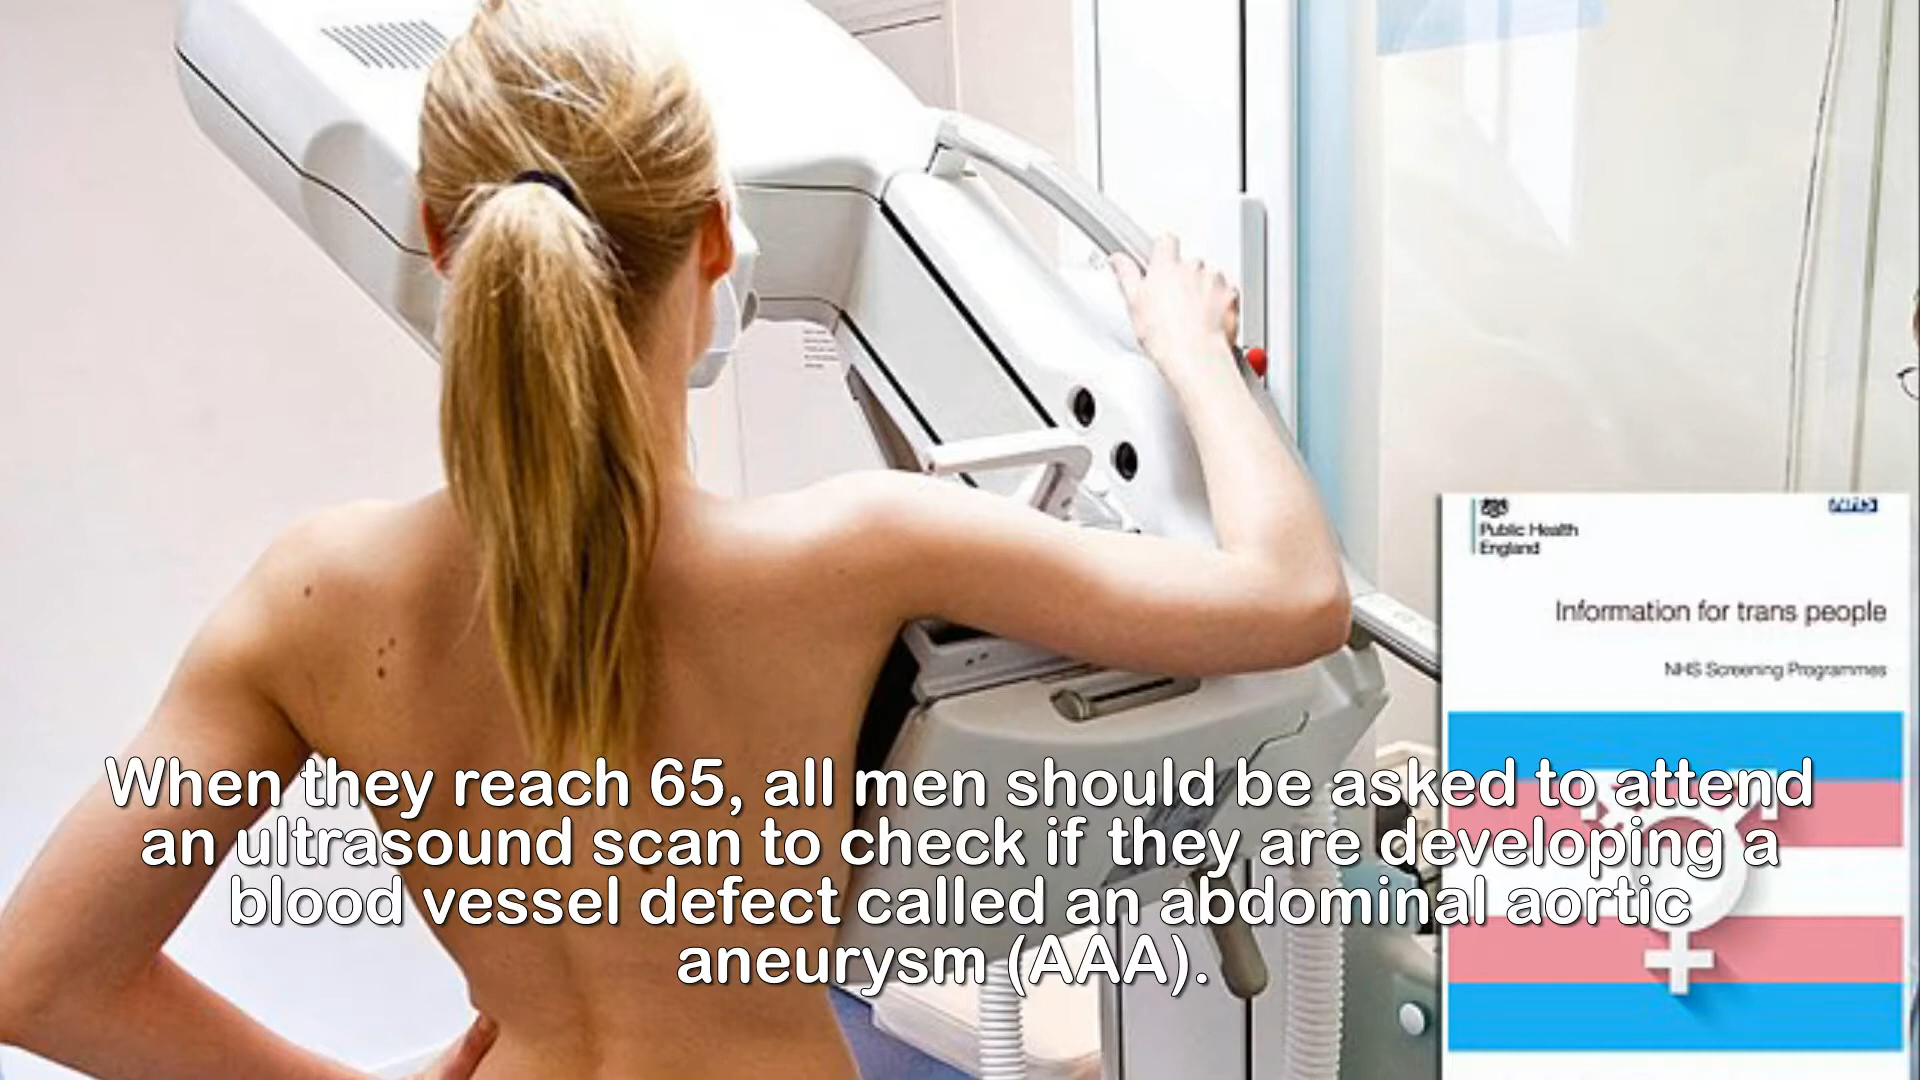 Public Health
England
NHS
Information for trans people
NHS Screening Programmes
When they reach 65, all men should be asked to attend
an ultrasound scan to check if they are developing a
blood vessel defect called an abdominal aortic
aneurysm (AAA).